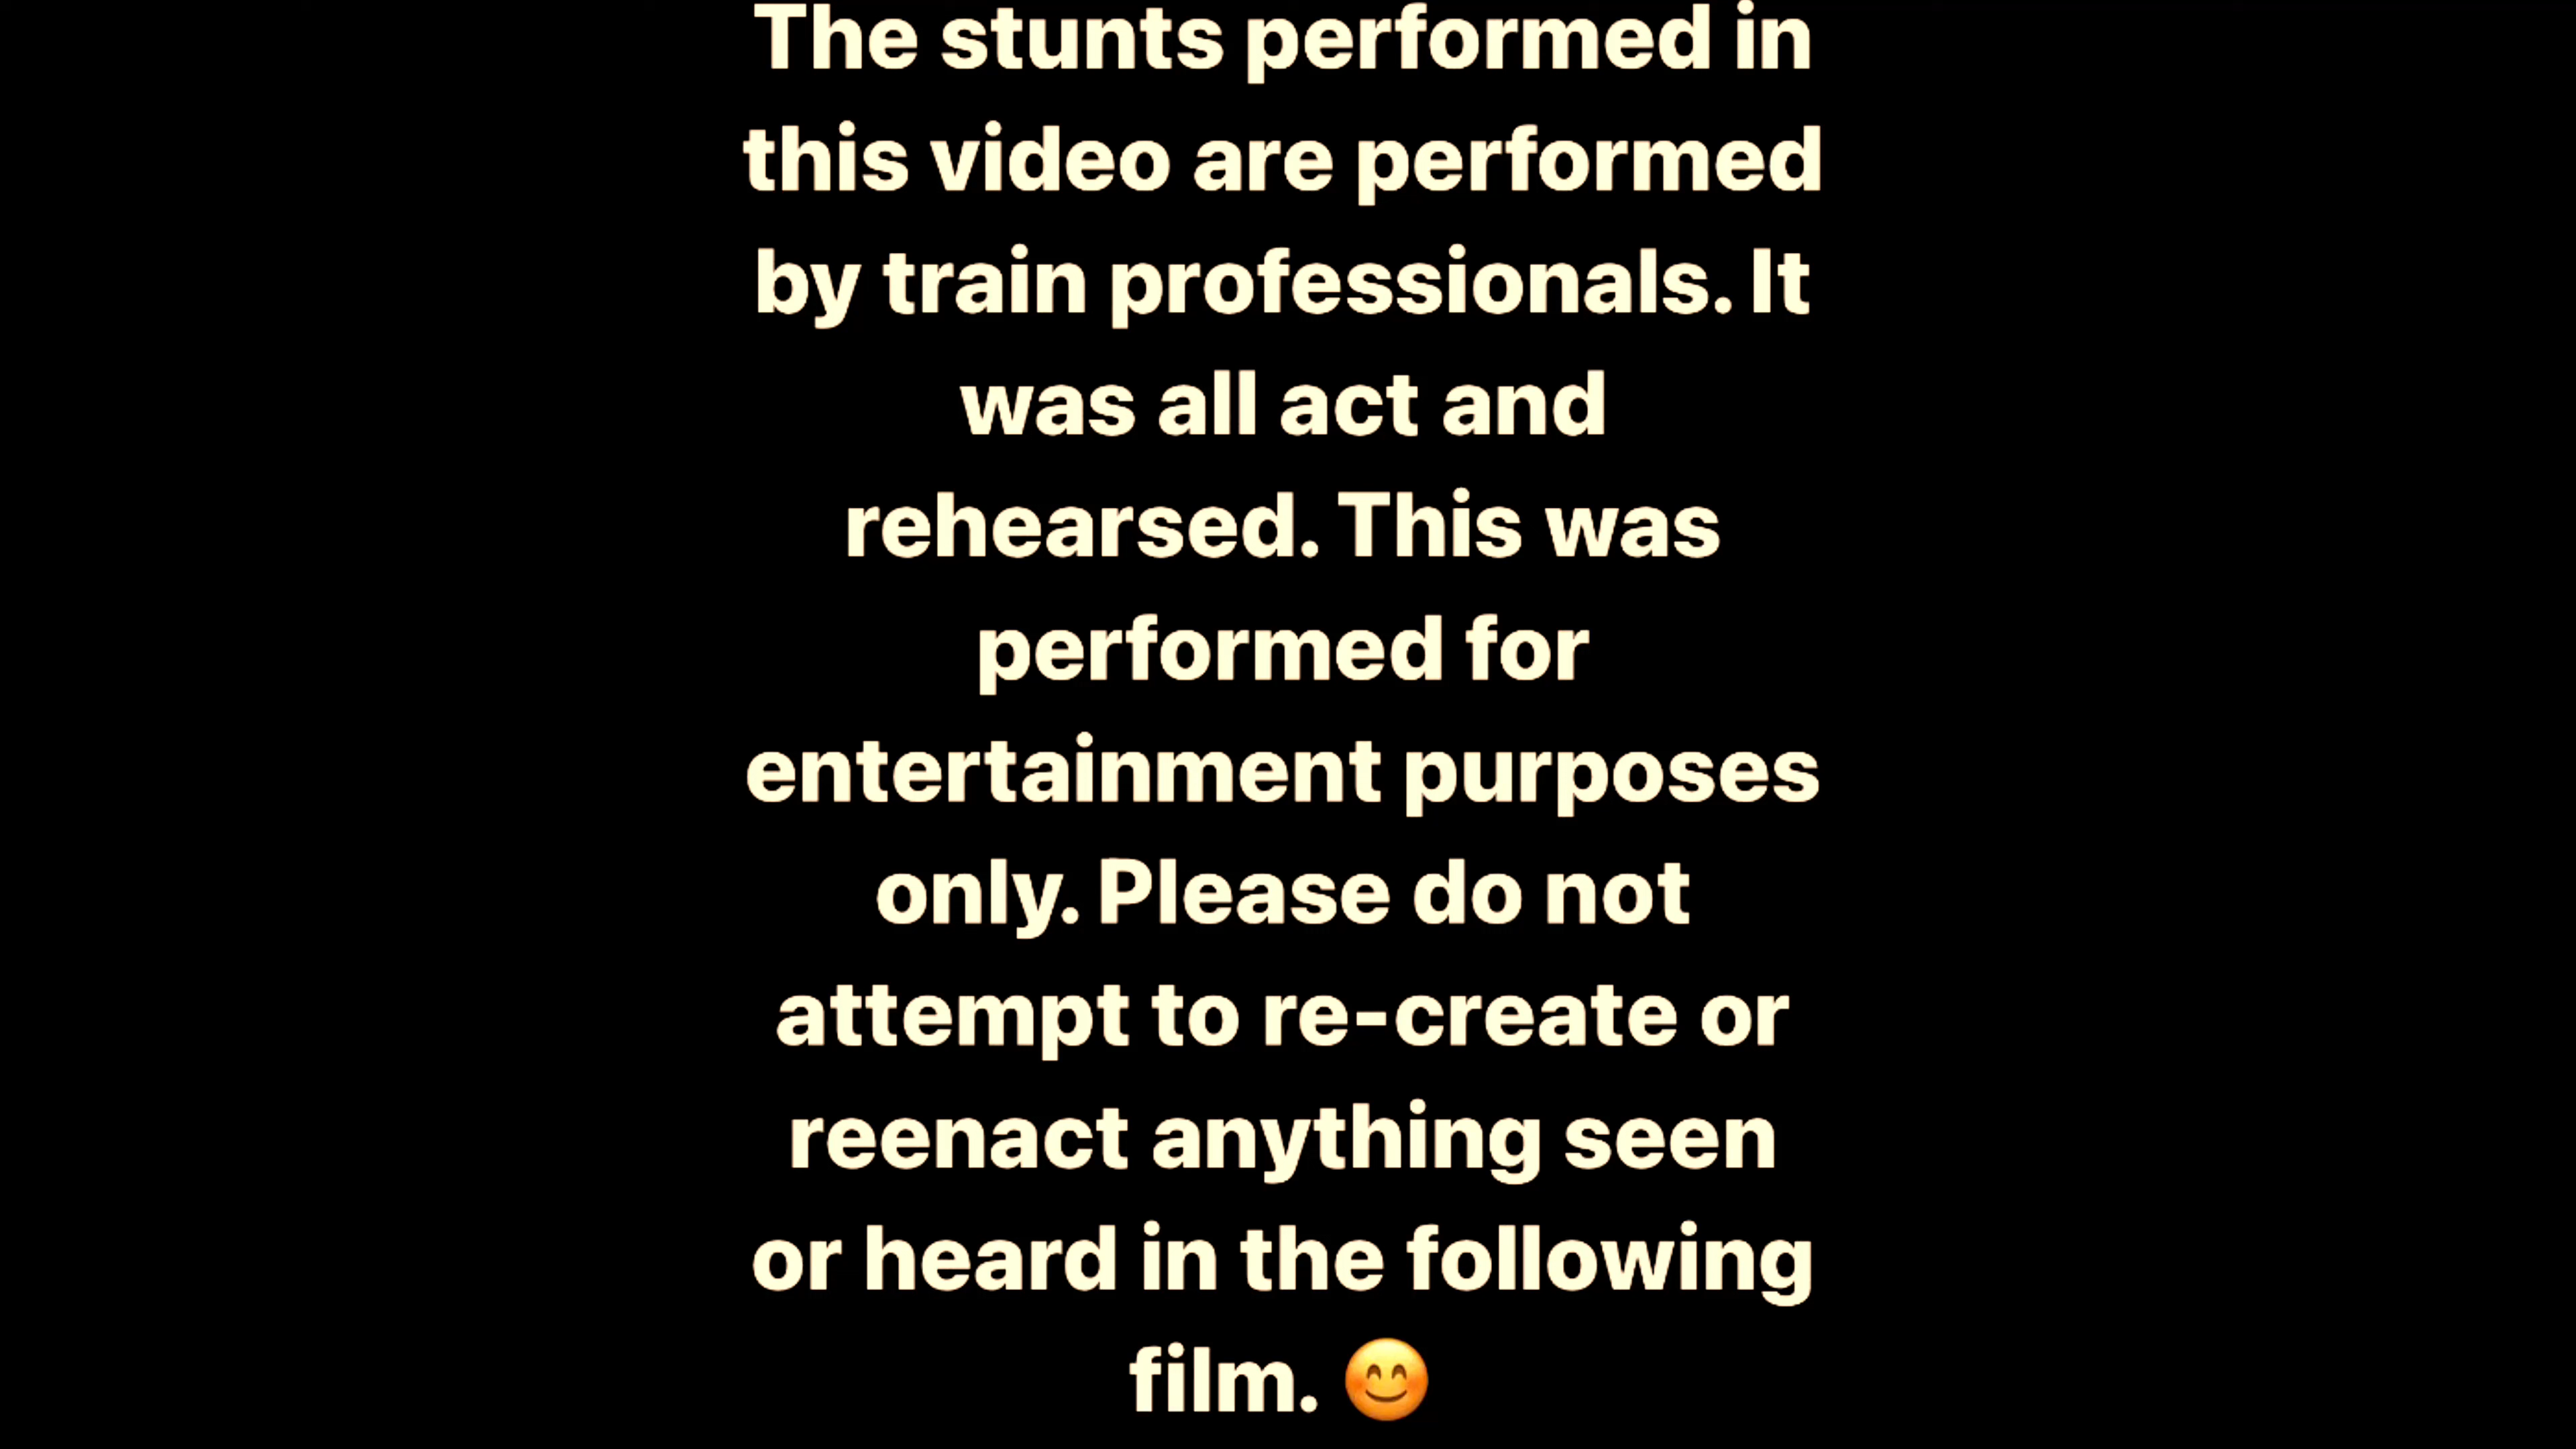 The stunts performed in
this video are performed
by train professionals. It
was all act and
rehearsed. This was
performed for
entertainment purposes
only. Please do not
attempt to re-create or
reenact anything seen
or heard in the following
film. 😊